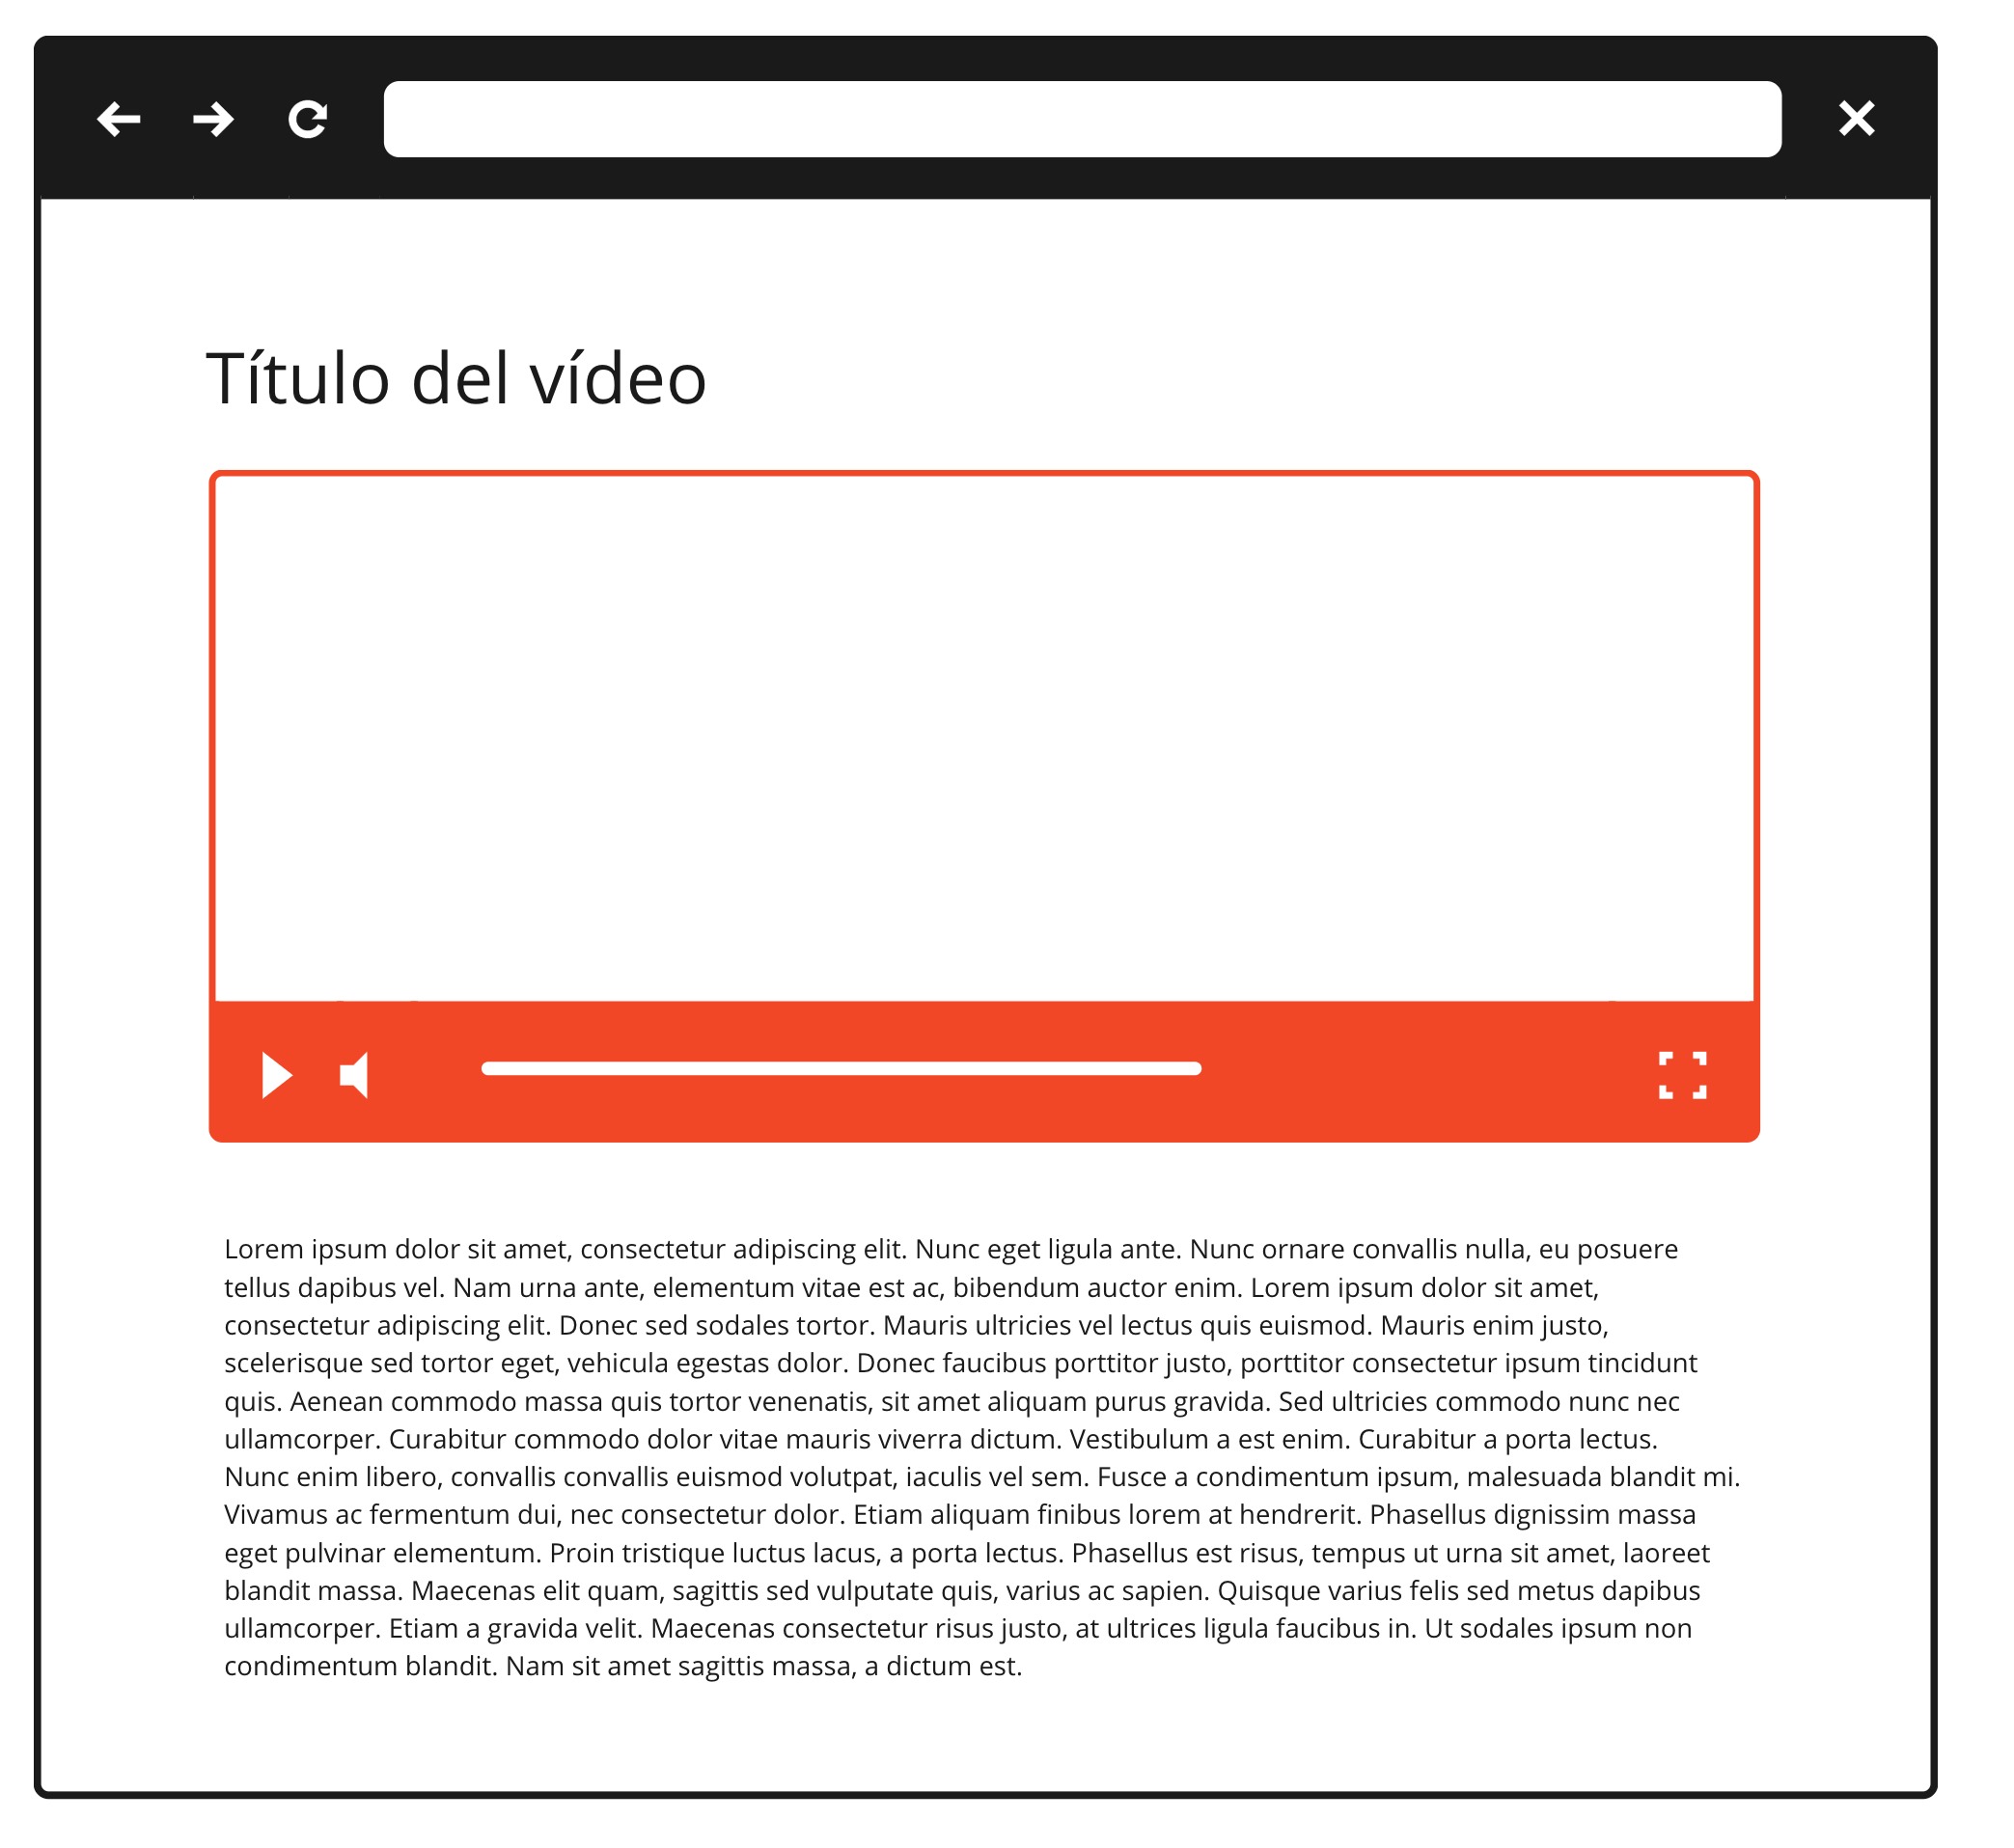 Título del vídeo
Lorem ipsum dolor sit amet, consectetur adipiscing elit. Nunc eget ligula ante. Nunc ornare convallis nulla, eu posuere
tellus dapibus vel. Nam urna ante, elementum vitae est ac, bibendum auctor enim. Lorem ipsum dolor sit amet,
consectetur adipiscing elit. Donec sed sodales tortor. Mauris ultricies vel lectus quis euismod. Mauris enim justo,
scelerisque sed tortor eget, vehicula egestas dolor. Donec faucibus porttitor justo, porttitor consectetur ipsum tincidunt
quis. Aenean commodo massa quis tortor venenatis, sit amet aliquam purus gravida. Sed ultricies commodo nunc nec
ullamcorper. Curabitur commodo dolor vitae mauris viverra dictum. Vestibulum a est enim. Curabitur a porta lectus.
Nunc enim libero, convallis convallis euismod volutpat, iaculis vel sem. Fusce a condimentum ipsum, malesuada blandit mi.
Vivamus ac fermentum dui, nec consectetur dolor. Etiam aliquam finibus lorem at hendrerit. Phasellus dignissim massa
eget pulvinar elementum. Proin tristique luctus lacus, a porta lectus. Phasellus est risus, tempus ut urna sit amet, laoreet
blandit massa. Maecenas elit quam, sagittis sed vulputate quis, varius ac sapien. Quisque varius felis sed metus dapibus
ullamcorper. Etiam a gravida velit. Maecenas consectetur risus justo, at ultrices ligula faucibus in. Ut sodales ipsum non
condimentum blandit. Nam sit amet sagittis massa, a dictum est.